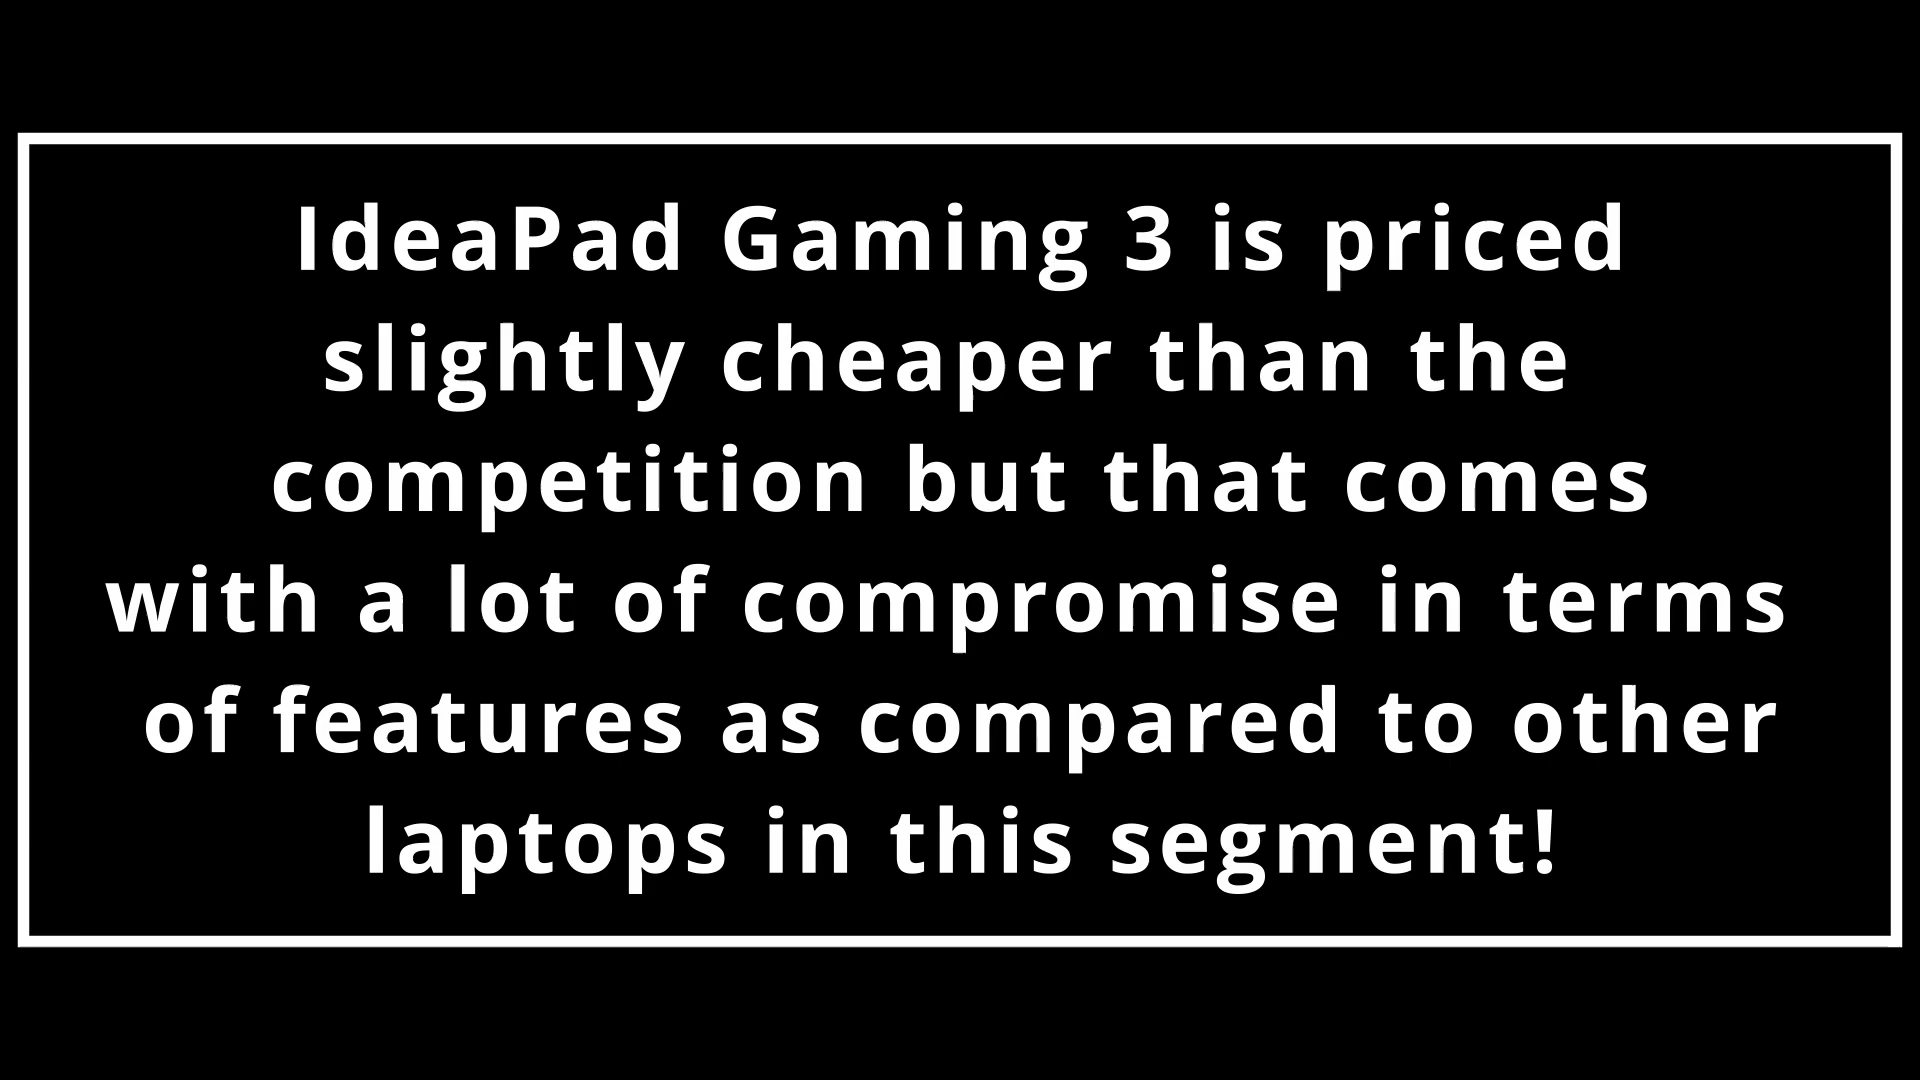 IdeaPad Gaming 3 is priced
slightly cheaper than the
competition but that comes
with a lot of compromise in terms
of features as compared to other
laptops in this segment!